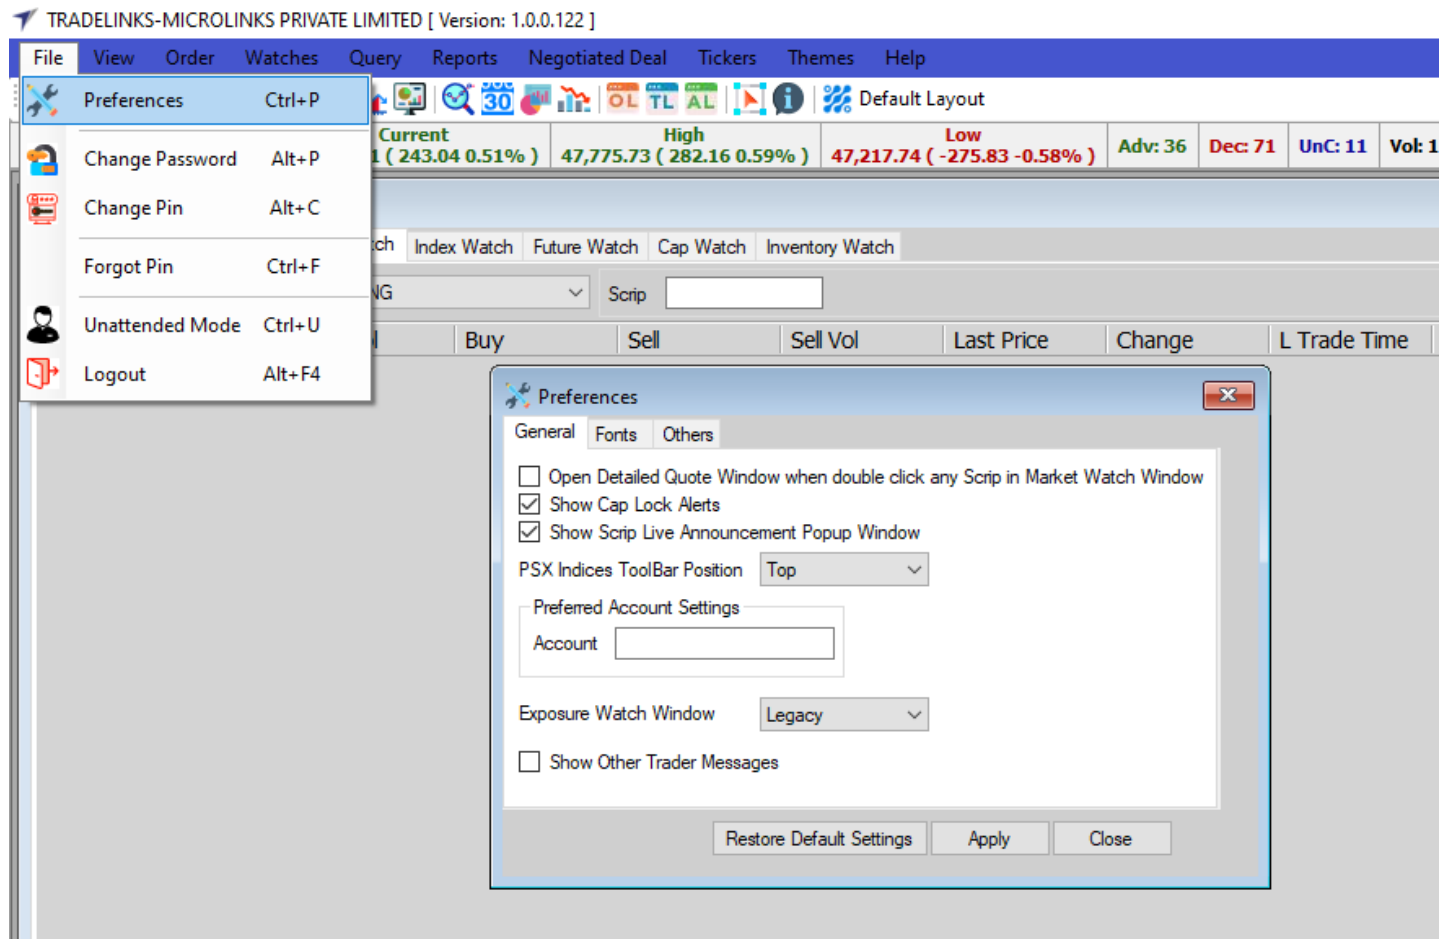 TRADELINKS-MICROLINKS PRIVATE LIMITED [ Version: 1.0.0.122 ]
File View Order Watches Query Reports Negotiated Deal Tickers Themes Help
Preferences Ctrl+P
30 OL TL AL Default Layout
Current High Low
1 ( 243.04 0.51% ) 47,775.73 ( 282.16 0.59% ) 47,217.74 ( -275.83 -0.58% ) Adv: 36 Dec: 71 UnC: 11 Vol: 1
Change Password Alt+P
Change Pin Alt+C
Index Watch Future Watch Cap Watch Inventory Watch
Forgot Pin Ctrl+F
NG Scrip
Unattended Mode Ctrl+U
Buy Sell Sell Vol Last Price Change L Trade Time
Logout Alt+F4
Preferences
General Fonts Others
Open Detailed Quote Window when double click any Scrip in Market Watch Window
Show Cap Lock Alerts
Show Scrip Live Announcement Popup Window
PSX Indices ToolBar Position Top
Preferred Account Settings
Account
Exposure Watch Window Legacy
Show Other Trader Messages
Restore Default Settings Apply Close